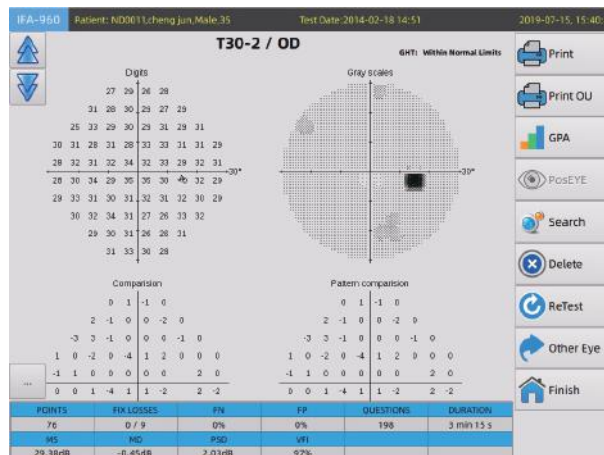 IFA-960 Patient: ND0011,cheng jun,Male,35 Test Date:2014-02-18 14:51 2019-07-15, 15:40:
T30-2 / OD
GHT: Within Normal Limits
Digits
27 29 26 28
31 28 30 29 27 29
25 33 29 30 29 31 29 31
30 31 28 31 28 33 33 31 31 29
28 32 31 32 34 32 33 29 32 31
30°
28 30 34 29 35 35 30 32 29
29 33 31 30 31 32 31 32 30 29
30 32 34 31 27 26 33 32
29 30 31 26 28 31
31 33 30 28
Gray scales
30°
Comparision
0 1 -1 0
2 -1 0 0 -2 0
-3 3 -1 0 0 0 -1 0
1 0 -2 0 -4 1 2 0 0 0
-1 1 0 0 0 0 0 2 0
0 0 1 -4 1 1 -2 2 -2
Pattern comparision
0 1 -1 0
2 -1 0 0 -2 0
-3 3 -1 0 0 0 -1 0
1 0 -2 0 -4 1 2 0 0 0
-1 1 0 0 0 0 0 2 0
0 0 1 -4 1 1 -2 2 -2
...
POINTS FIX LOSSES FN FP QUESTIONS DURATION
76 0 / 9 0% 0% 198 3 min 15 s
MS MD PSD VFI
29.38dB -0.45dB 2.03dB 97%
Print
Print OU
GPA
PosEYE
Search
Delete
ReTest
Other Eye
Finish